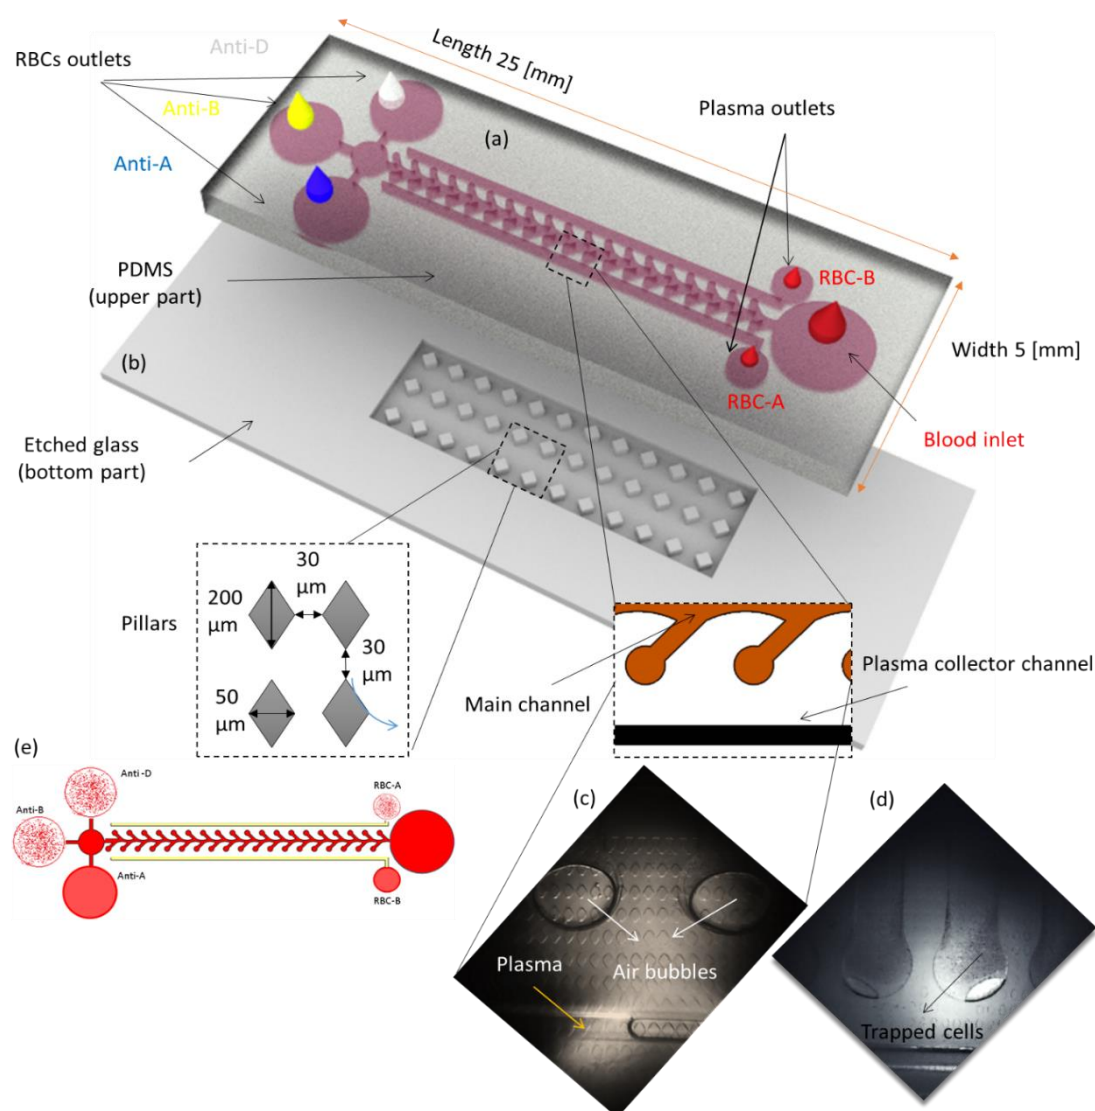 Anti-D
Length 25 [mm]
RBCs outlets
Plasma outlets
Anti-B
(a)
Anti-A
RBC-B
PDMS
(upper part)
Width 5 [mm]
(b)
RBC-A
Etched glass
(bottom part)
Blood inlet
30
µm
200
µm
Pillars
30
µm
Plasma collector channel
50
µm
Main channel
(e)
Anti-D
RBC-A
Anti-B
Anti-A
RBC-B
(c)
(d)
Plasma
Air bubbles
Trapped cells